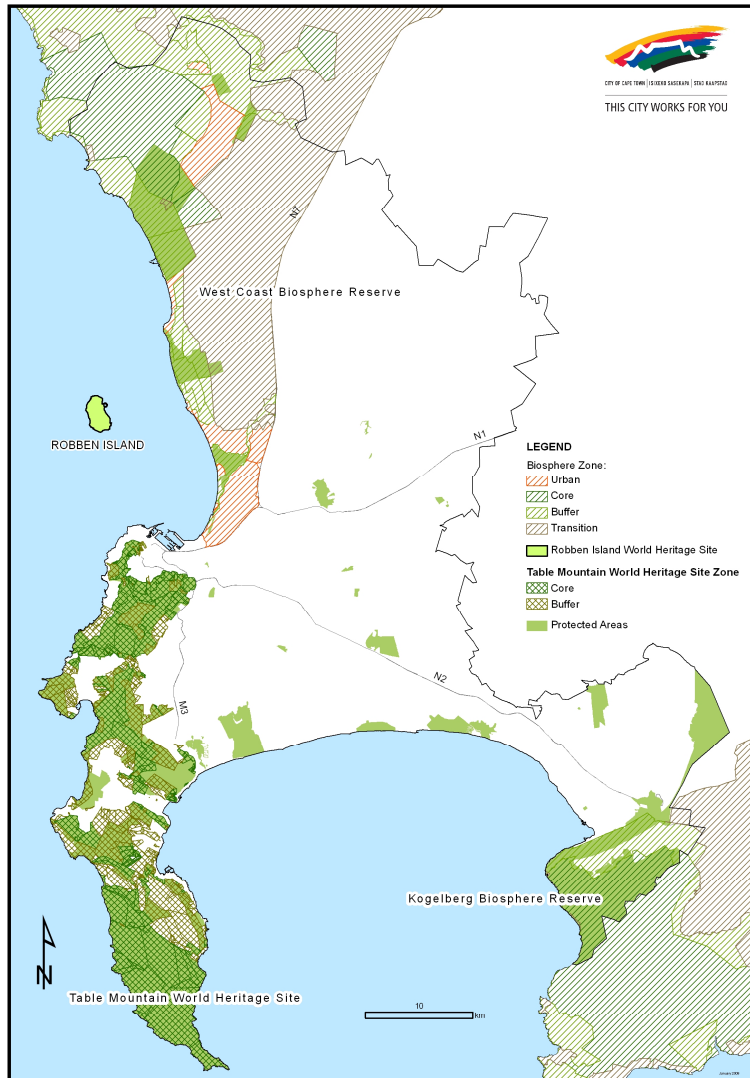 CITY OF CAPE TOWN | ISIXEKO SASEKAPA | STAD KAAPSTAD
THIS CITY WORKS FOR YOU
N7
West Coast Biosphere Reserve
ROBBEN ISLAND
N1
LEGEND
Biosphere Zone:
Urban
Core
Buffer
Transition
Robben Island World Heritage Site
Table Mountain World Heritage Site Zone
Core
Buffer
Protected Areas
N2
M3
Kogelberg Biosphere Reserve
N
Table Mountain World Heritage Site
10
km